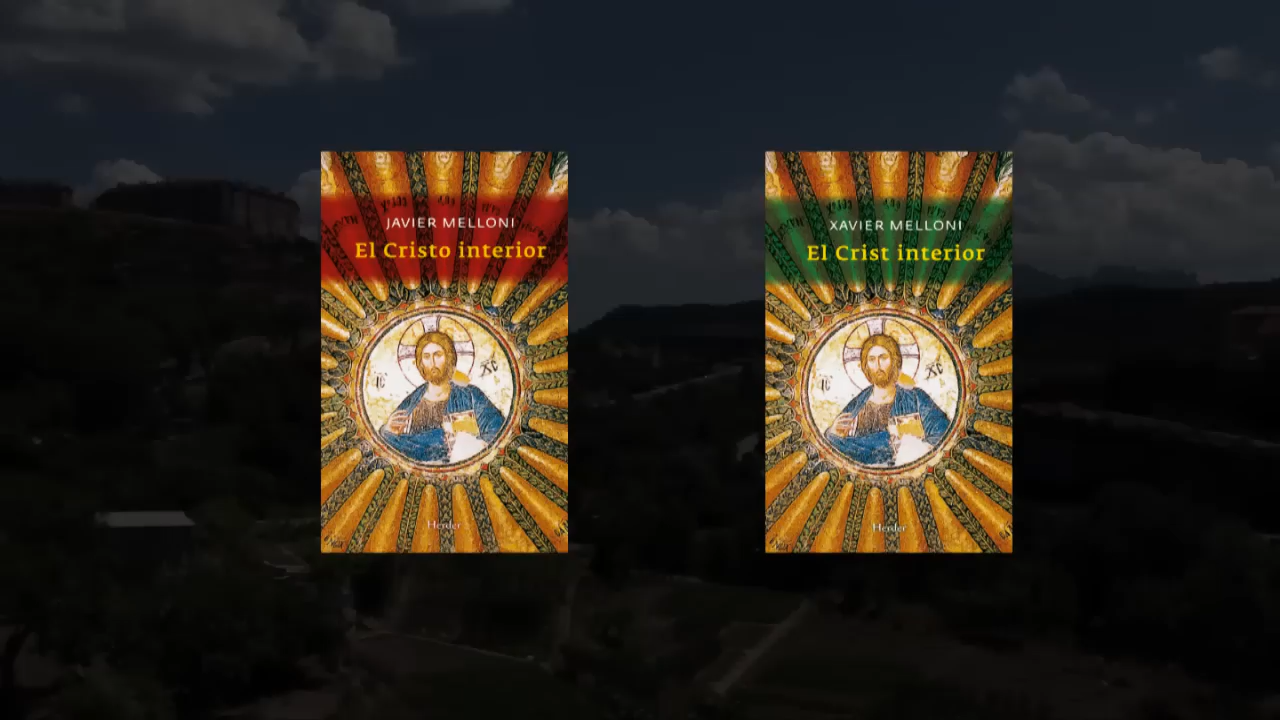 JAVIER MELLONI
El Cristo interior
Herder
XAVIER MELLONI
El Crist interior
Herder